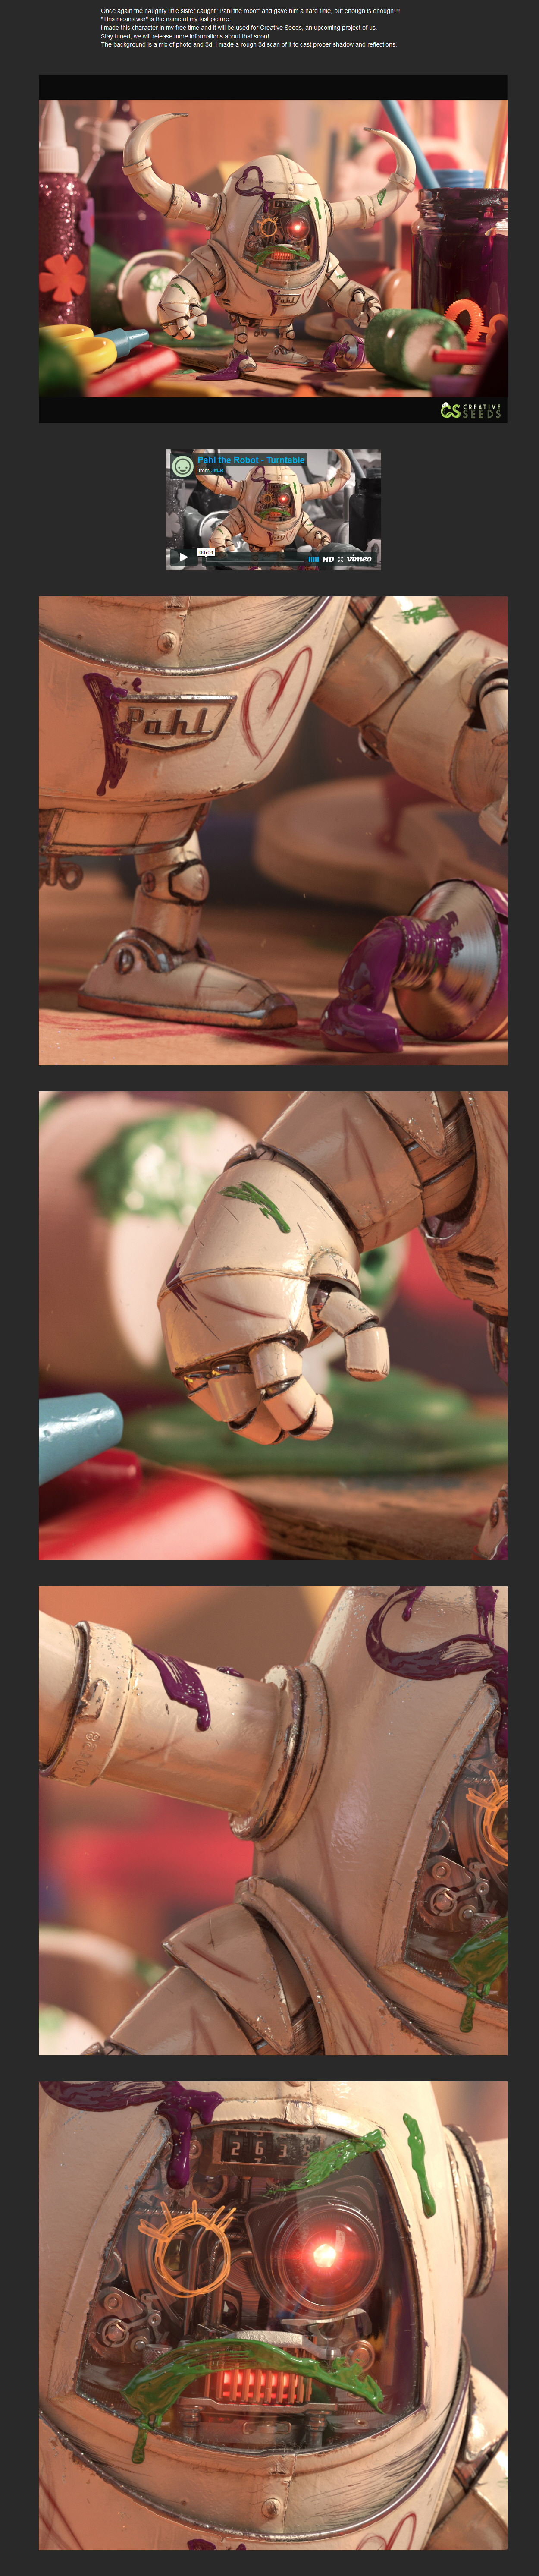 Once again the naughty little sister caught "Pahl the robot" and gave him a hard time, but enough is enough!!!!
"This means war" is the name of my last picture.
I made this character in my free time and it will be used for Creative Seeds, an upcoming project of us.
Stay tuned, we will release more informations about that soon!
The background is a mix of photo and 3d. I made a rough 3d scan of it to cast proper shadow and reflections.
Pahl
CREATIVE
SEEDS
Pahl the Robot - Turntable
from
00:04
HD vimeo
Pahl
2 6 3